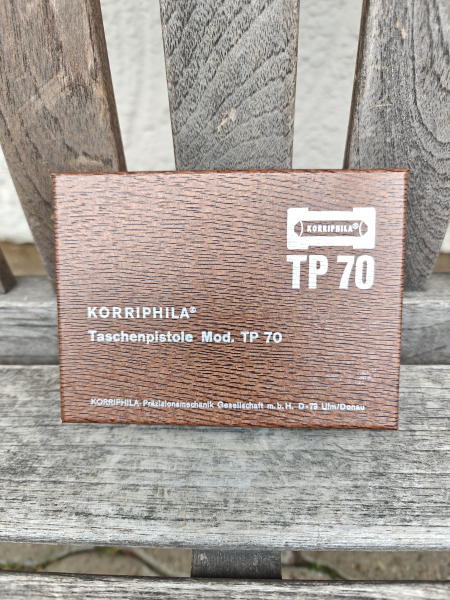 KORRIPHILA®
TP 70
KORRIPHILA®
Taschenpistole Mod. TP 70
KORRIPHILA Präzisionsmechanik Gesellschaft m. b. H. D-79 Ulm/Donau